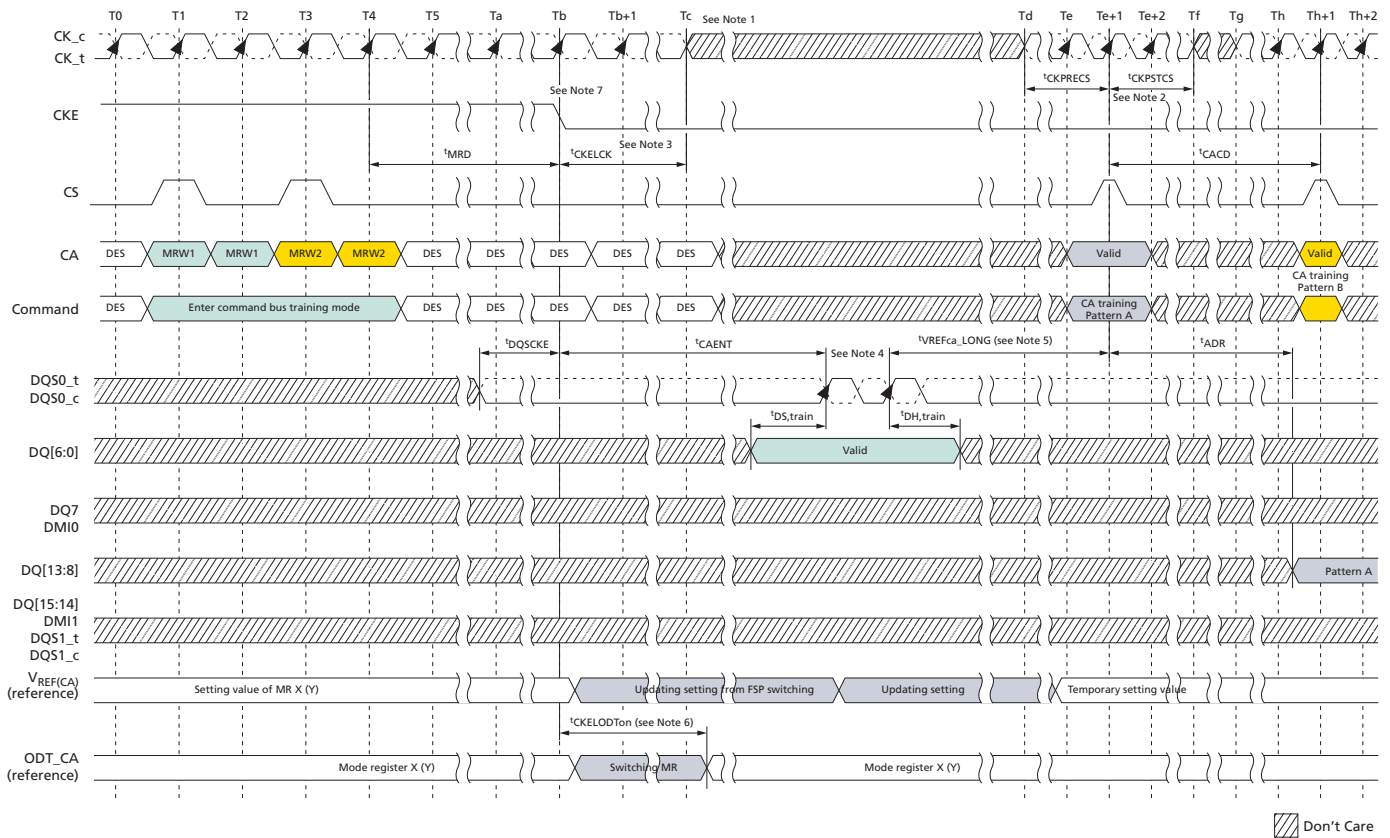 T0 T1 T2 T3 T4 T5 Ta Tb Tb+1 Tc See Note 1 Td Te Te+1 Te+2 Tf Tg Th Th+1 Th+2
CK_c
CK_t
tCKPRECS tCKPSTCS
See Note 2
See Note 7
CKE
See Note 3
tMRD tCKELCK tCACD
CS
CA DES MRW1 MRW1 MRW2 MRW2 DES DES DES DES DES Valid Valid
CA training
Pattern B
Command DES Enter command bus training mode DES DES DES DES DES CA training
Pattern A
tDQSCKE tCAENT See Note 4 tVREFca_LONG (see Note 5) tADR
DQS0_t
DQS0_c
tDS,train tDH,train
DQ[6:0] Valid
DQ7
DMI0
DQ[13:8] Pattern A
DQ[15:14]
DMI1
DQS1_t
DQS1_c
VREF(CA)
(reference) Setting value of MR X (Y) Updating setting from FSP switching Updating setting Temporary setting value
tCKELODTon (see Note 6)
ODT_CA
(reference) Mode register X (Y) Switching MR Mode register X (Y)
Don't Care